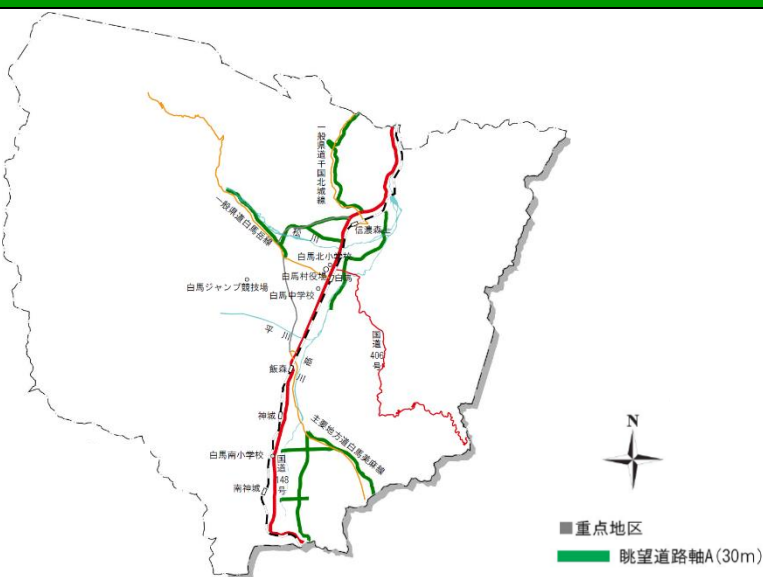 一般県道千国北城線
一般県道白馬岳線
松川
信濃森上
白馬北小学校
白馬村役場
白馬
白馬ジャンプ競技場
白馬中学校
平川
国道406号
姫川
飯森
神城
主要地方道白馬美麻線
白馬南小学校
国道148号
南神城
N
重点地区
眺望道路軸A(30m)